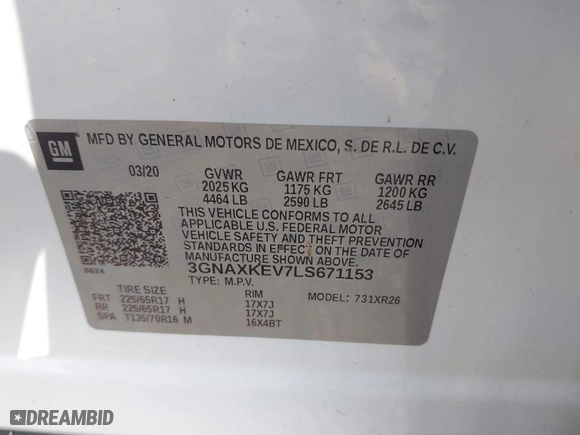 GM
MFD BY GENERAL MOTORS DE MEXICO, S. DE R.L. DE C.V.
03/20 GVWR GAWR FRT GAWR RR
2025 KG 1175 KG 1200 KG
4464 LB 2590 LB 2645 LB
THIS VEHICLE CONFORMS TO ALL
APPLICABLE U.S. FEDERAL MOTOR
VEHICLE SAFETY AND THEFT PREVENTION
STANDARDS IN EFFECT ON THE DATE OF
MANUFACTURE SHOWN ABOVE.
8624 3GNAXKEV7LS671153
TYPE: M.P.V.
TIRE SIZE RIM MODEL: 731XR26
FRT 225/65R17 H 17X7J
RR 225/65R17 H 17X7J
SPA T135/70R16 M 16X4BT
DREAMBID